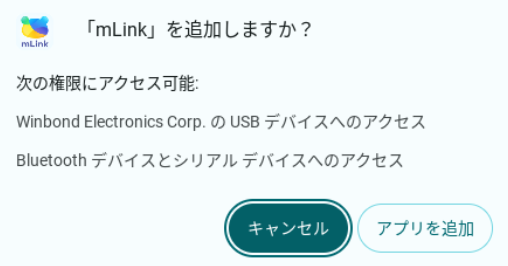 mLink
「mLink」を追加しますか？
次の権限にアクセス可能:
Winbond Electronics Corp. の USB デバイスへのアクセス
Bluetooth デバイスとシリアル デバイスへのアクセス
キャンセル
アプリを追加